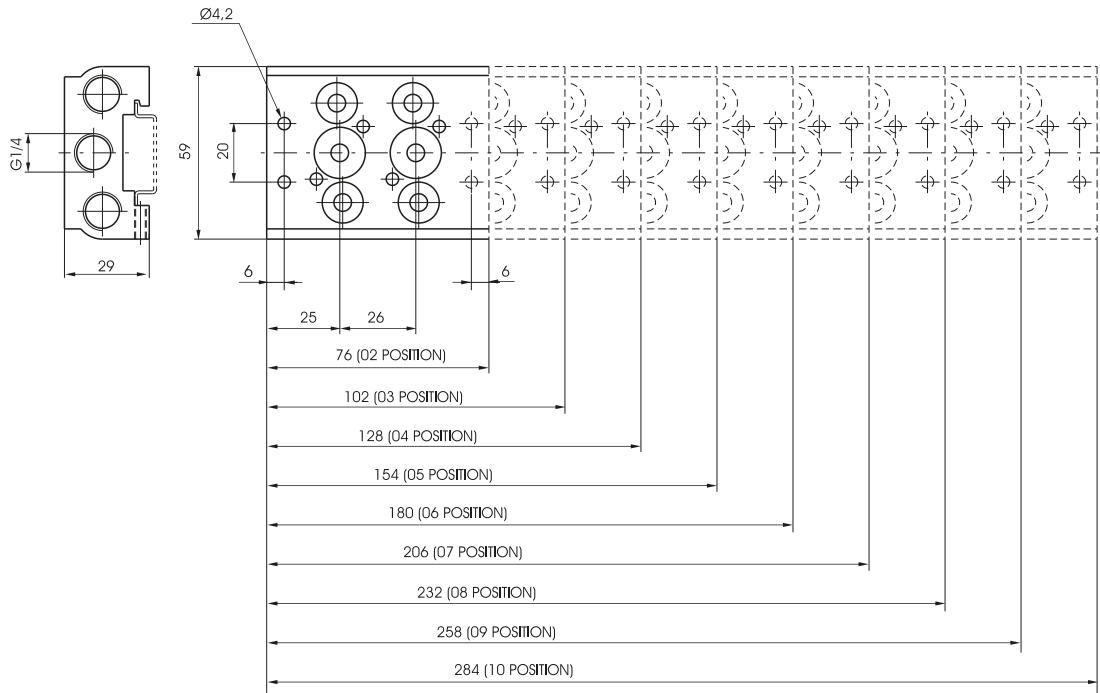 Ø4,2
G1/4
59
20
29
6
6
25
26
76 (02 POSITION)
102 (03 POSITION)
128 (04 POSITION)
154 (05 POSITION)
180 (06 POSITION)
206 (07 POSITION)
232 (08 POSITION)
258 (09 POSITION)
284 (10 POSITION)